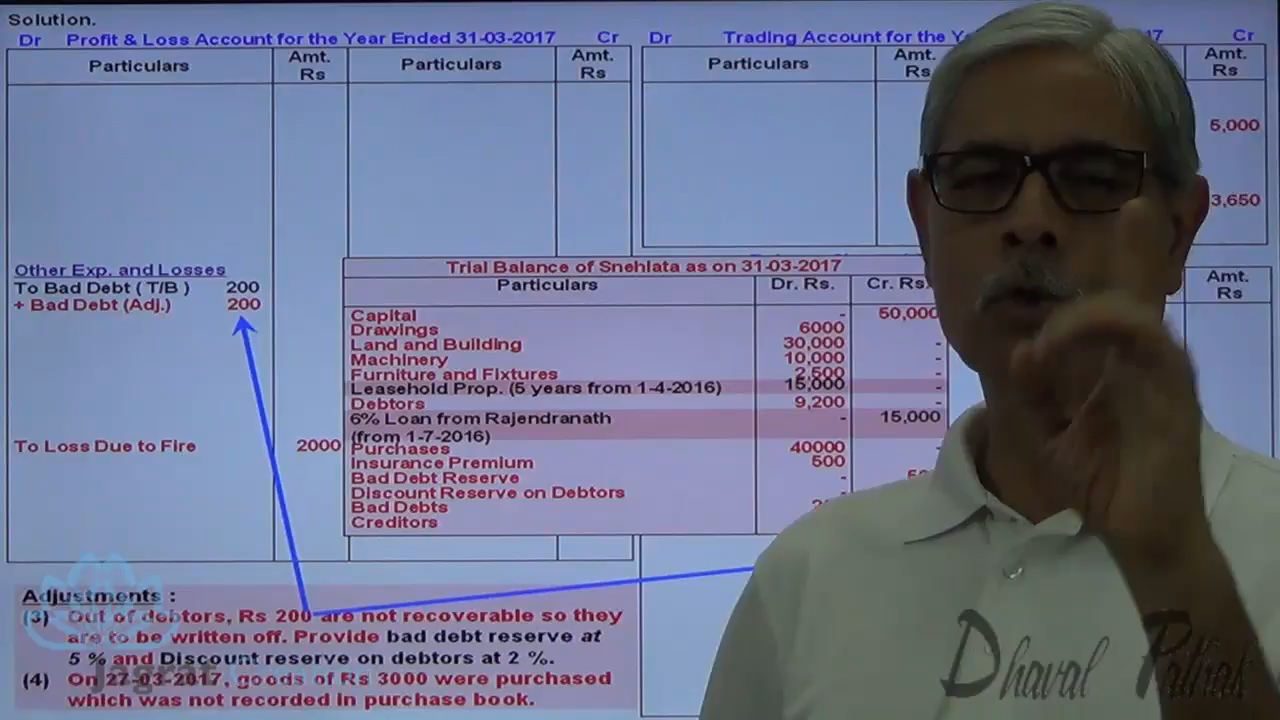 Solution.
Dr Profit & Loss Account for the Year Ended 31-03-2017 Cr
Particulars Amt. Rs Particulars Amt. Rs
Other Exp. and Losses
To Bad Debt ( T/B ) 200
+ Bad Debt (Adj.) 200
To Loss Due to Fire 2000
Dr Trading Account for the 7 Cr
Particulars Amt. Rs Amt. Rs
5,000
3,650
Trial Balance of Snehlata as on 31-03-2017
Particulars Dr. Rs. Cr. Rs.
Capital - 50,000
Drawings 6000 -
Land and Building 30,000 -
Machinery 10,000 -
Furniture and Fixtures 2,500 -
Leasehold Prop. (5 years from 1-4-2016) 15,000 -
Debtors 9,200 -
6% Loan from Rajendranath - 15,000
(from 1-7-2016)
Purchases 40000 -
Insurance Premium 500
Bad Debt Reserve -
Discount Reserve on Debtors -
Bad Debts
Creditors
Amt.
Rs
Adjustments :
(3) Out of debtors, Rs 200 are not recoverable so they
are to be written off. Provide bad debt reserve at
5 % and Discount reserve on debtors at 2 %.
(4) On 27-03-2017, goods of Rs 3000 were purchased
which was not recorded in purchase book.
Jagrat
Dhaval Pathak